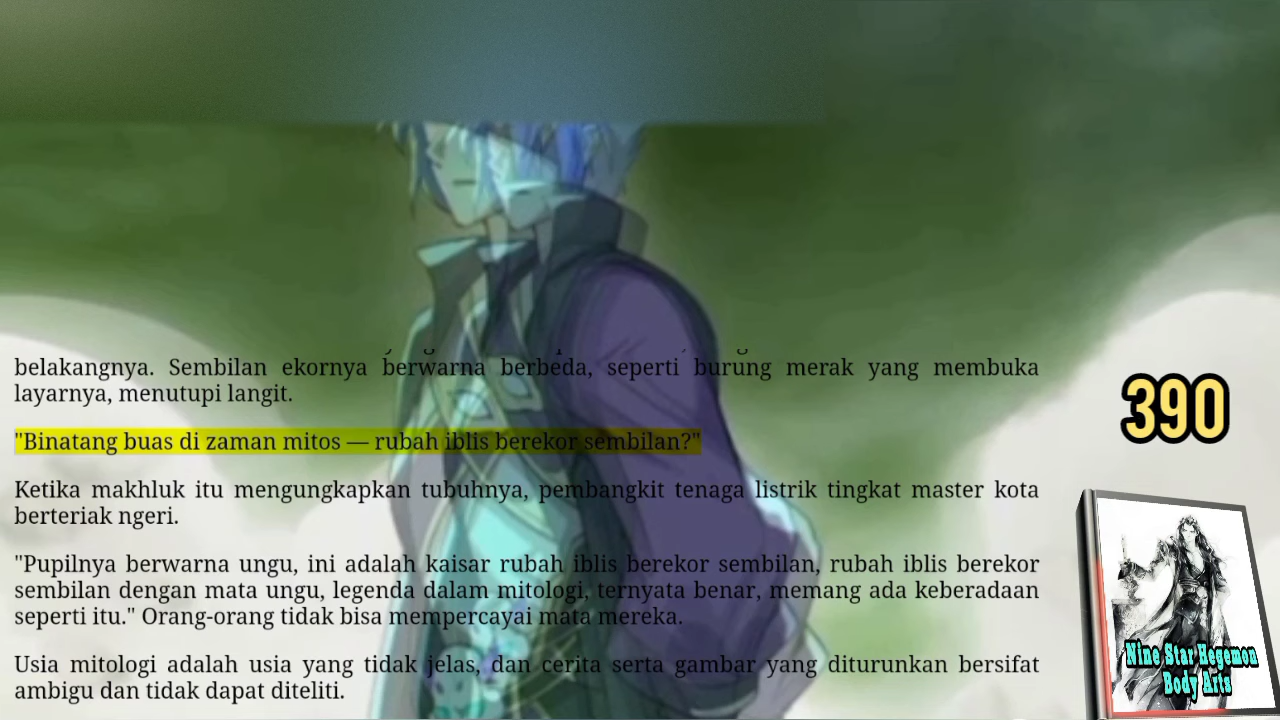 belakangnya. Sembilan ekornya berwarna berbeda, seperti burung merak yang membuka
layarnya, menutupi langit.
"Binatang buas di zaman mitos — rubah iblis berekor sembilan?"
Ketika makhluk itu mengungkapkan tubuhnya, pembangkit tenaga listrik tingkat master kota
berteriak ngeri.
"Pupilnya berwarna ungu, ini adalah kaisar rubah iblis berekor sembilan, rubah iblis berekor
sembilan dengan mata ungu, legenda dalam mitologi, ternyata benar, memang ada keberadaan
seperti itu." Orang-orang tidak bisa mempercayai mata mereka.
Usia mitologi adalah usia yang tidak jelas, dan cerita serta gambar yang diturunkan bersifat
ambigu dan tidak dapat diteliti.
390
Nine Star Hegemon
Body Arts